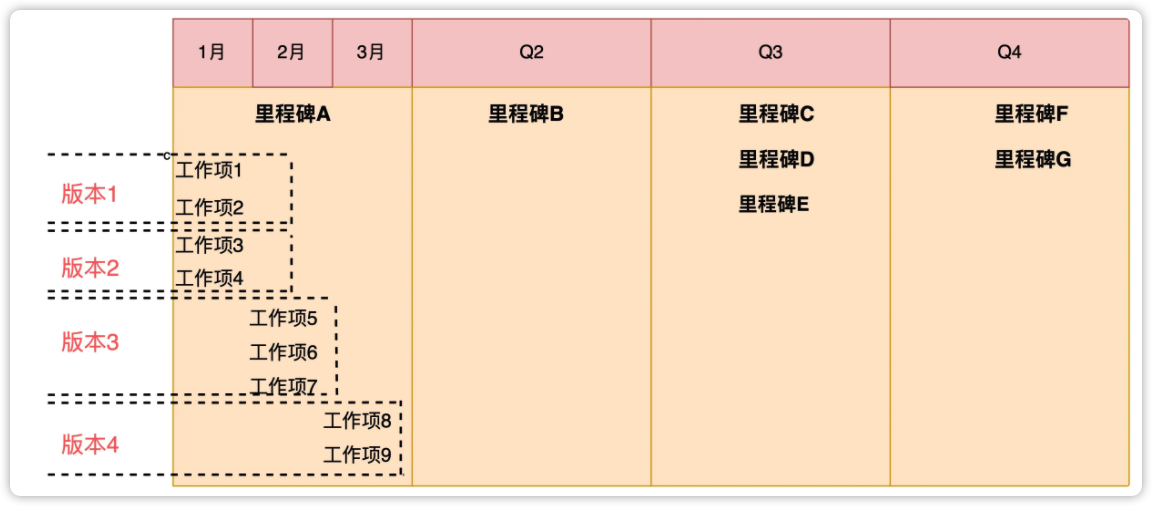 1月 2月 3月 Q2 Q3 Q4
里程碑A 里程碑B 里程碑C 里程碑F
c
里程碑D 里程碑G
工作项1
版本1
里程碑E
工作项2
工作项3
版本2
工作项4
工作项5
版本3
工作项6
工作项7
工作项8
版本4
工作项9